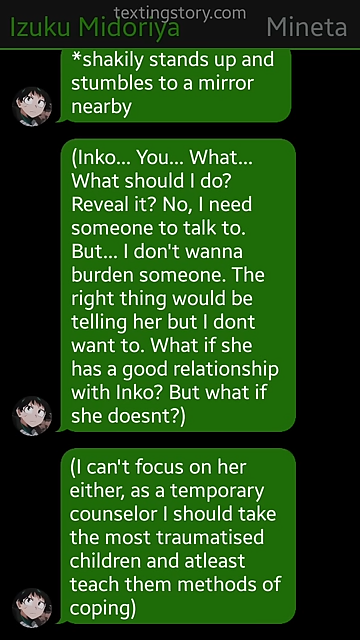 textingstory.com
Izuku Midoriya
Mineta
*shakily stands up and
stumbles to a mirror
nearby
(Inko... You... What...
What should I do?
Reveal it? No, I need
someone to talk to.
But... I don't wanna
burden someone. The
right thing would be
telling her but I dont
want to. What if she
has a good relationship
with Inko? But what if
she doesnt?)
(I can't focus on her
either, as a temporary
counselor I should take
the most traumatised
children and atleast
teach them methods of
coping)